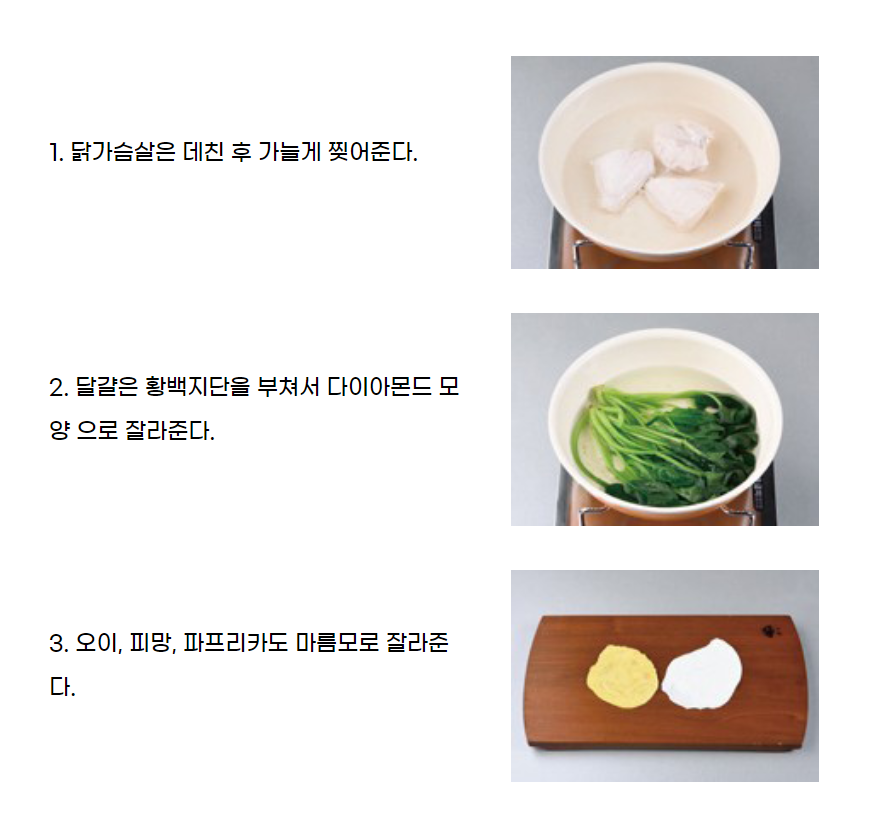 1. 닭가슴살은 데친 후 가늘게 찢어준다.
2. 달걀은 황백지단을 부쳐서 다이아몬드 모
양 으로 잘라준다.
3. 오이, 피망, 파프리카도 마름모로 잘라준
다.